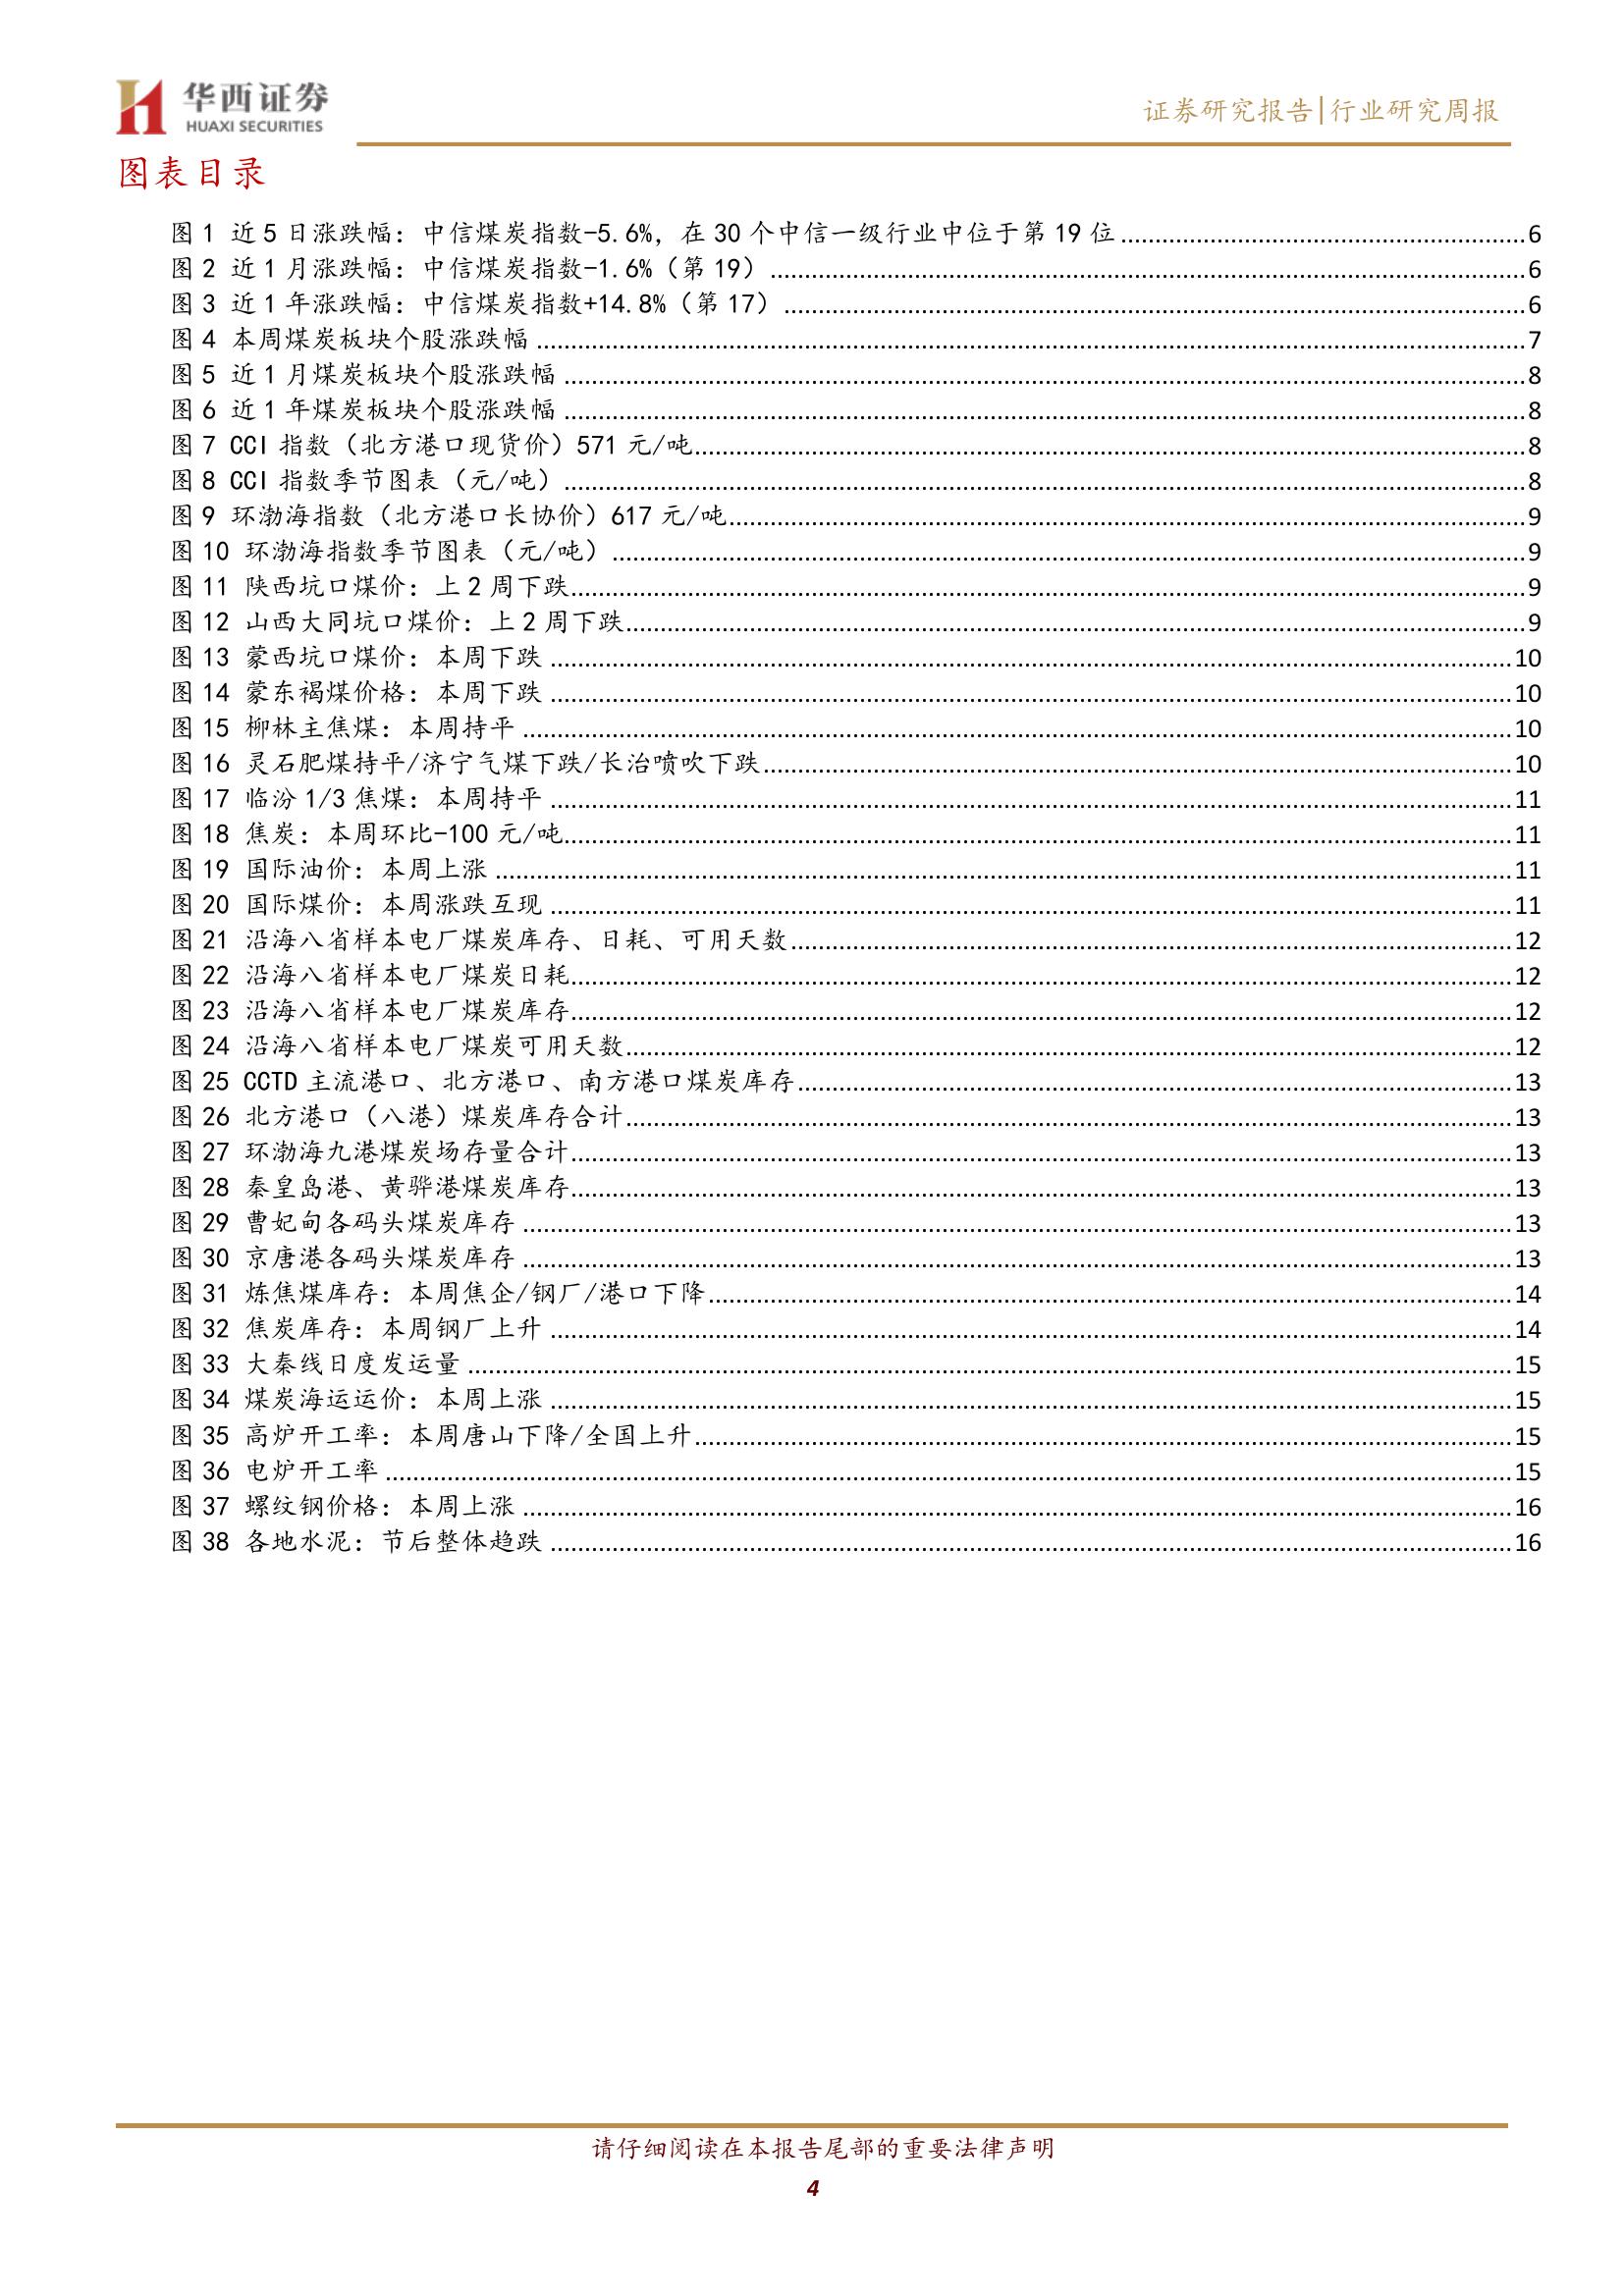 华西证券
HUAXI SECURITIES
证券研究报告|行业研究周报
图表目录
图 1 近 5 日涨跌幅：中信煤炭指数-5.6%，在 30 个中信一级行业中位于第 19 位 6
图 2 近 1 月涨跌幅：中信煤炭指数-1.6%（第 19） 6
图 3 近 1 年涨跌幅：中信煤炭指数+14.8%（第 17） 6
图 4 本周煤炭板块个股涨跌幅 7
图 5 近 1 月煤炭板块个股涨跌幅 8
图 6 近 1 年煤炭板块个股涨跌幅 8
图 7 CCI 指数（北方港口现货价）571 元/吨 8
图 8 CCI 指数季节图表（元/吨） 8
图 9 环渤海指数（北方港口长协价）617 元/吨 9
图 10 环渤海指数季节图表（元/吨） 9
图 11 陕西坑口煤价：上 2 周下跌 9
图 12 山西大同坑口煤价：上 2 周下跌 9
图 13 蒙西坑口煤价：本周下跌 10
图 14 蒙东褐煤价格：本周下跌 10
图 15 柳林主焦煤：本周持平 10
图 16 灵石肥煤持平/济宁气煤下跌/长治喷吹下跌 10
图 17 临汾 1/3 焦煤：本周持平 11
图 18 焦炭：本周环比-100 元/吨 11
图 19 国际油价：本周上涨 11
图 20 国际煤价：本周涨跌互现 11
图 21 沿海八省样本电厂煤炭库存、日耗、可用天数 12
图 22 沿海八省样本电厂煤炭日耗 12
图 23 沿海八省样本电厂煤炭库存 12
图 24 沿海八省样本电厂煤炭可用天数 12
图 25 CCTD 主流港口、北方港口、南方港口煤炭库存 13
图 26 北方港口（八港）煤炭库存合计 13
图 27 环渤海九港煤炭场存量合计 13
图 28 秦皇岛港、黄骅港煤炭库存 13
图 29 曹妃甸各码头煤炭库存 13
图 30 京唐港各码头煤炭库存 13
图 31 炼焦煤库存：本周焦企/钢厂/港口下降 14
图 32 焦炭库存：本周钢厂上升 14
图 33 大秦线日度发运量 15
图 34 煤炭海运运价：本周上涨 15
图 35 高炉开工率：本周唐山下降/全国上升 15
图 36 电炉开工率 15
图 37 螺纹钢价格：本周上涨 16
图 38 各地水泥：节后整体趋跌 16
请仔细阅读在本报告尾部的重要法律声明
4